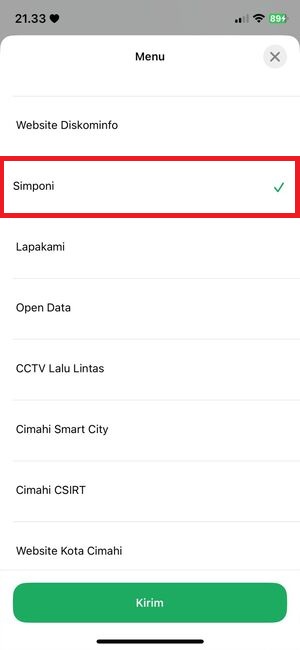 21.33
89
Menu
Website Diskominfo
Simponi
Lapakami
Open Data
CCTV Lalu Lintas
Cimahi Smart City
Cimahi CSIRT
Website Kota Cimahi
Kirim